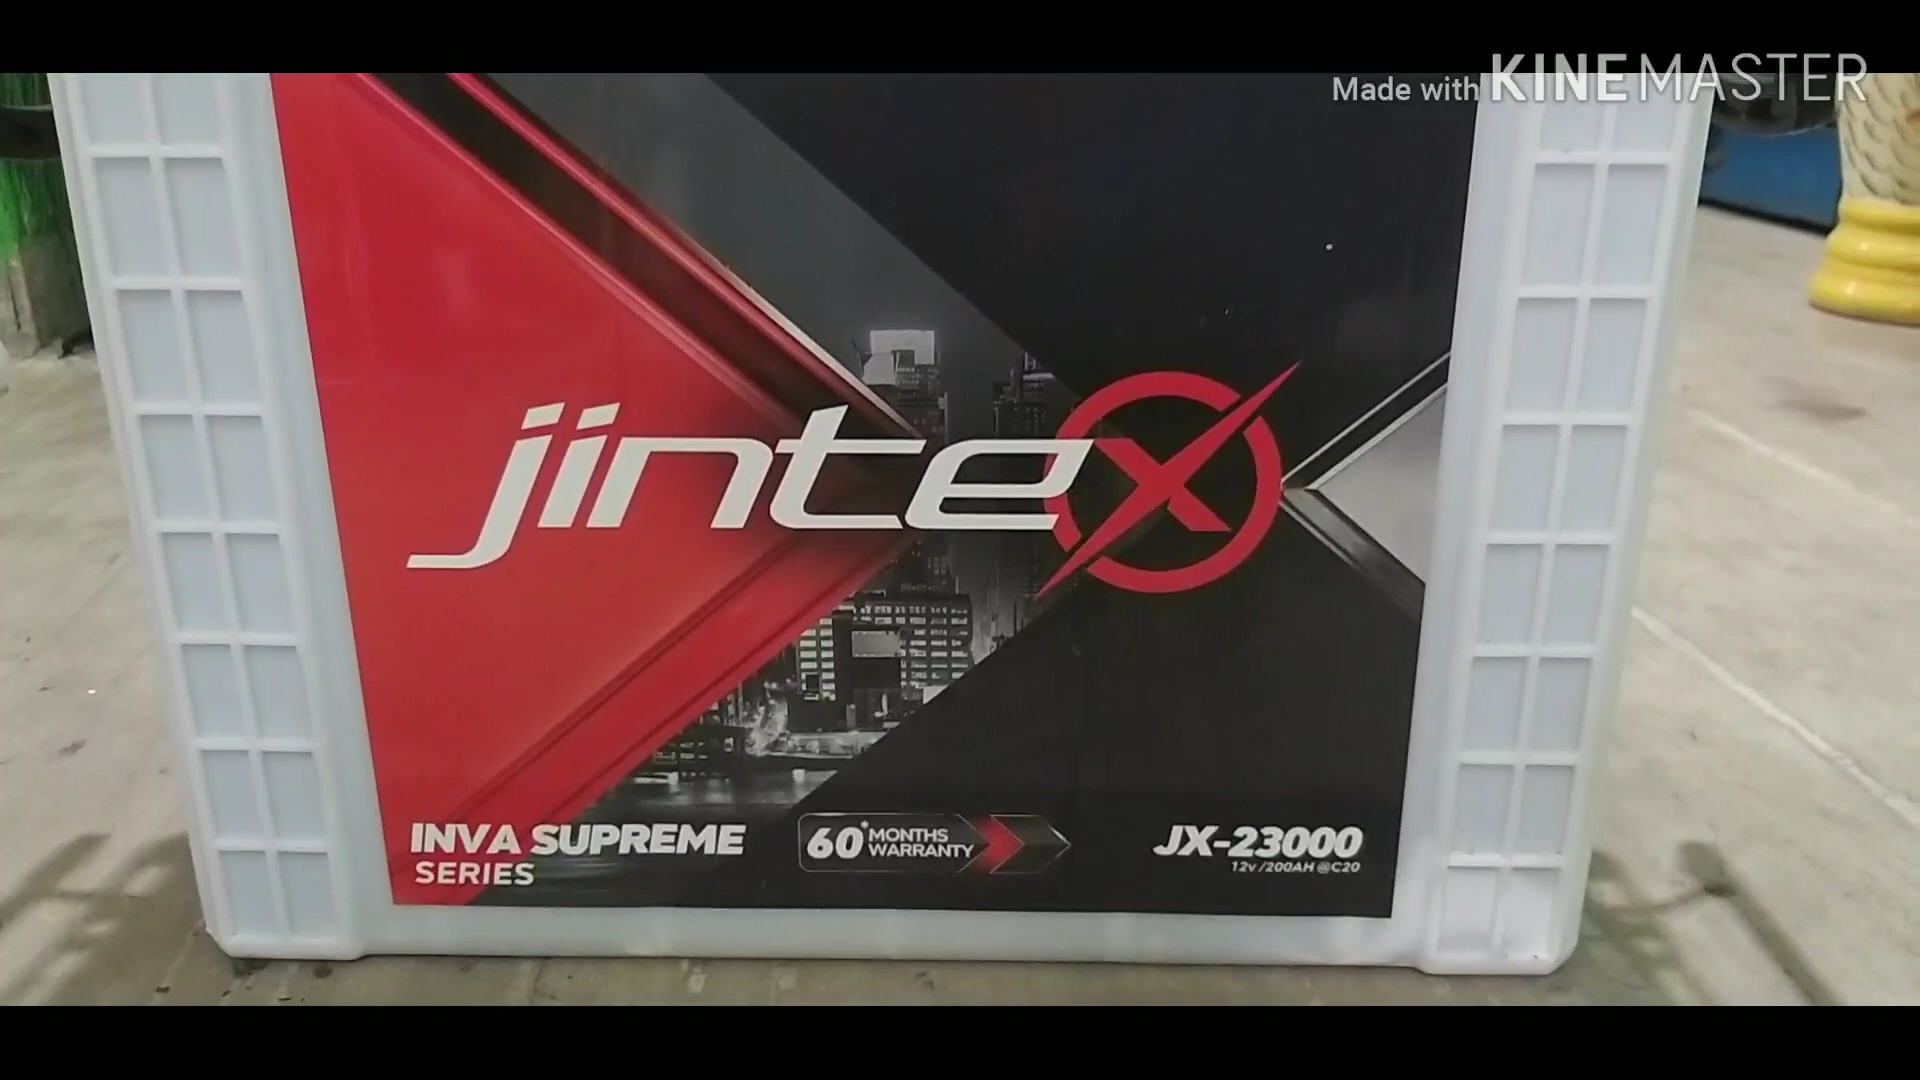 Made with KINEMASTER
jintex
INVA SUPREME
SERIES
60* MONTHS
WARRANTY
JX-23000
12v /200AH @C20